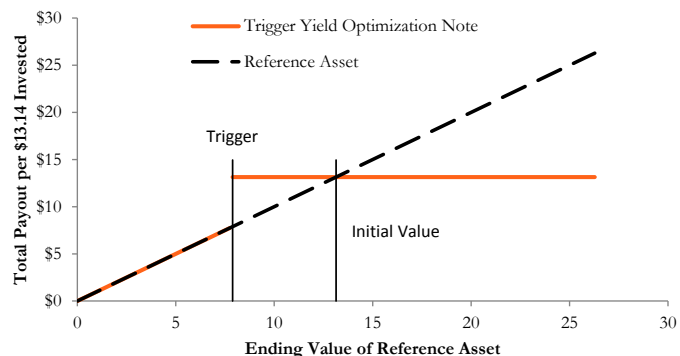 Trigger Yield Optimization Note
Reference Asset
Total Payout per $13.14 Invested
$30
$25
$20
$15
$10
$5
$0
Trigger
Initial Value
0
5
10
15
20
25
30
Ending Value of Reference Asset